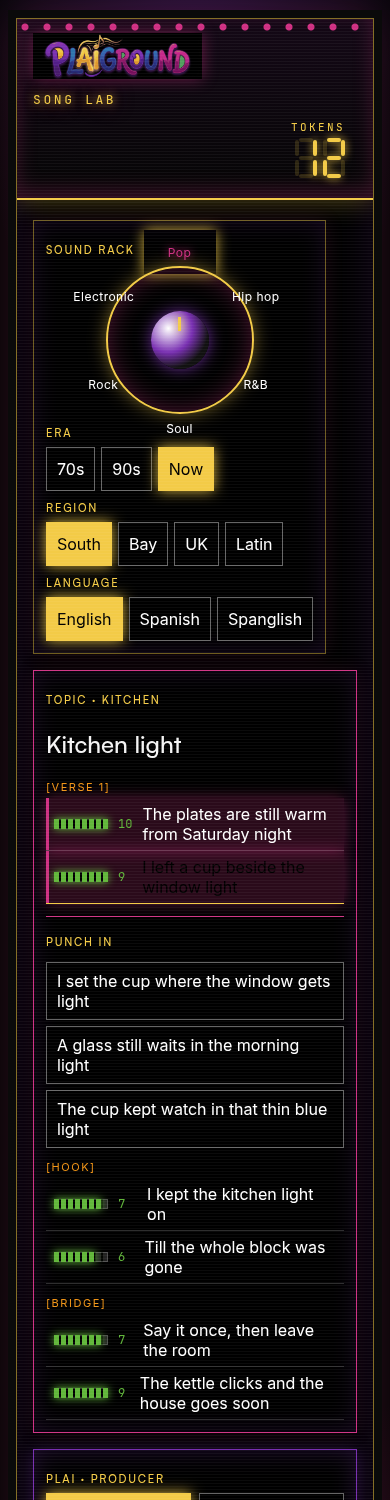 PLAIGROUND
SONG LAB
TOKENS
12
SOUND RACK
Pop
Electronic
Hip hop
Rock
R&B
Soul
ERA
70s 90s Now
REGION
South Bay UK Latin
LANGUAGE
English Spanish Spanglish
TOPIC • KITCHEN
Kitchen light
[VERSE 1]
10 The plates are still warm
from Saturday night
9 I left a cup beside the
window light
PUNCH IN
I set the cup where the window gets
light
A glass still waits in the morning
light
The cup kept watch in that thin blue
light
[HOOK]
7 I kept the kitchen light
on
6 Till the whole block was
gone
[BRIDGE]
7 Say it once, then leave
the room
9 The kettle clicks and the
house goes soon
PLAI • PRODUCER